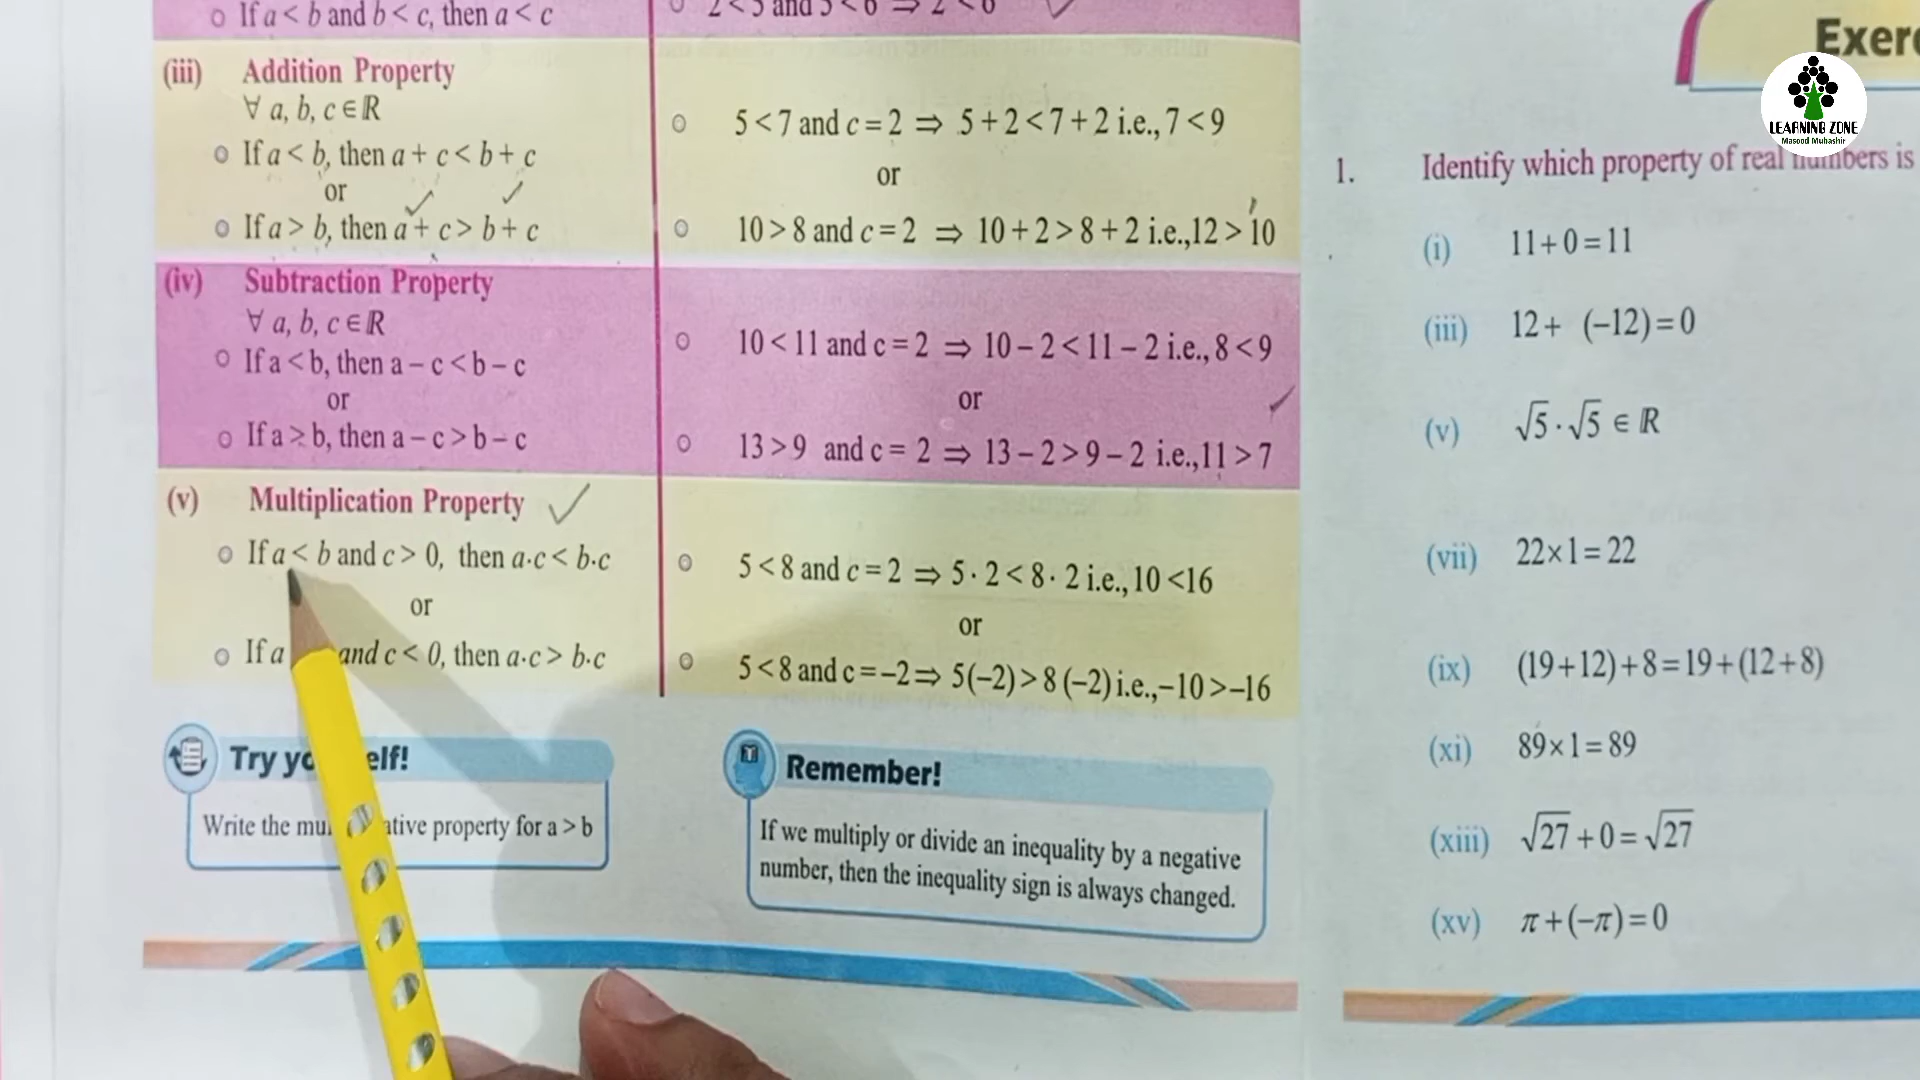 If a < b and b < c, then a < c
2 < 5 and 5 < 6 ⇒ 2 < 6
(iii) Addition Property
∀ a, b, c ∈ ℝ
If a < b, then a + c < b + c
or
If a > b, then a + c > b + c
5 < 7 and c = 2 ⇒ 5 + 2 < 7 + 2 i.e., 7 < 9
or
10 > 8 and c = 2 ⇒ 10 + 2 > 8 + 2 i.e., 12 > 10
(iv) Subtraction Property
∀ a, b, c ∈ ℝ
If a < b, then a – c < b – c
or
If a > b, then a – c > b – c
10 < 11 and c = 2 ⇒ 10 – 2 < 11 – 2 i.e., 8 < 9
or
13 > 9 and c = 2 ⇒ 13 – 2 > 9 – 2 i.e., 11 > 7
(v) Multiplication Property
If a < b and c > 0, then a·c < b·c
or
If a and c < 0, then a·c > b·c
5 < 8 and c = 2 ⇒ 5 · 2 < 8 · 2 i.e., 10 < 16
or
5 < 8 and c = –2 ⇒ 5(–2) > 8(–2) i.e., –10 > –16
Try yo elf!
Write the mu ative property for a > b
Remember!
If we multiply or divide an inequality by a negative
number, then the inequality sign is always changed.
Exer
LEARNING ZONE
Masood Mubashir
1. Identify which property of real numbers is
(i) 11 + 0 = 11
(iii) 12 + (–12) = 0
(v) √5 · √5 ∈ ℝ
(vii) 22 × 1 = 22
(ix) (19 + 12) + 8 = 19 + (12 + 8)
(xi) 89 × 1 = 89
(xiii) √27 + 0 = √27
(xv) π + (–π) = 0